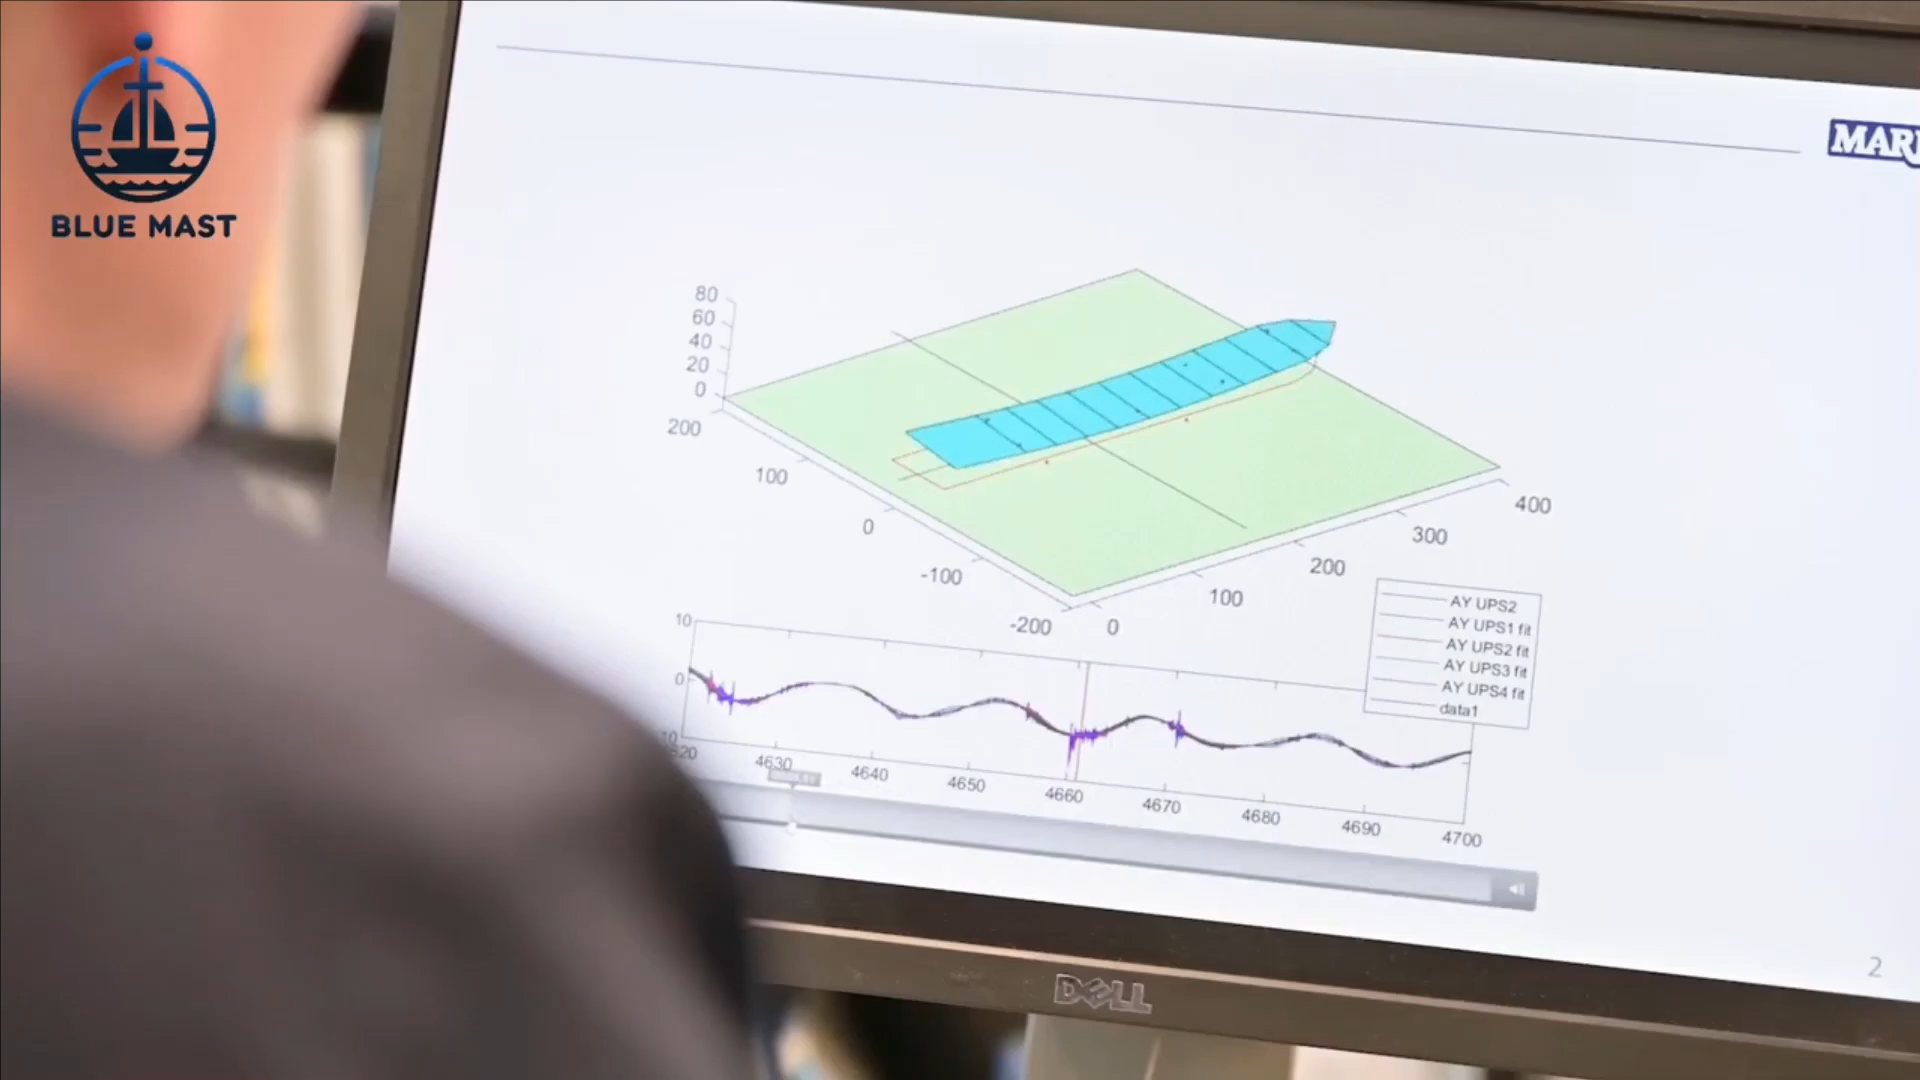 BLUE MAST
MARI
80
60
40
20
0
200
100
0
-100
-200
0
100
200
300
400
AY UPS2
AY UPS1 fit
AY UPS2 fit
AY UPS3 fit
AY UPS4 fit
data1
10
0
4630
4640
4650
4660
4670
4680
4690
4700
2
DELL